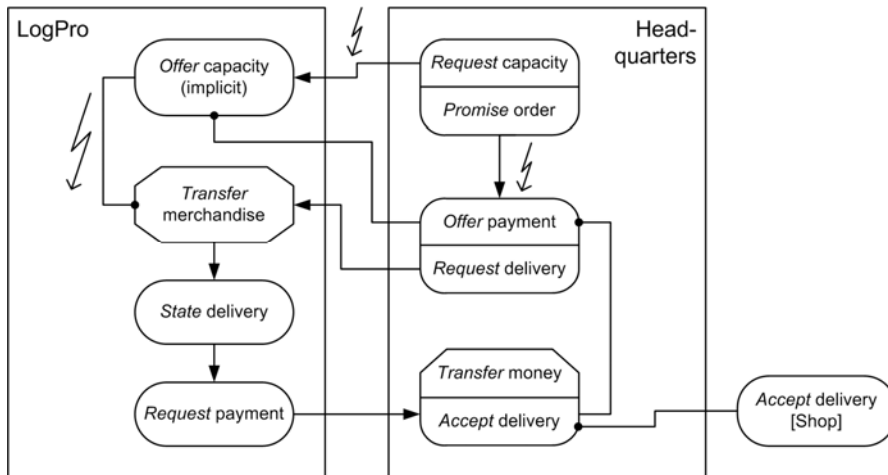 LogPro
Offer capacity
(implicit)
Transfer
merchandise
State delivery
Request payment
Head-
quarters
Request capacity
Promise order
Offer payment
Request delivery
Transfer money
Accept delivery
Accept delivery
[Shop]